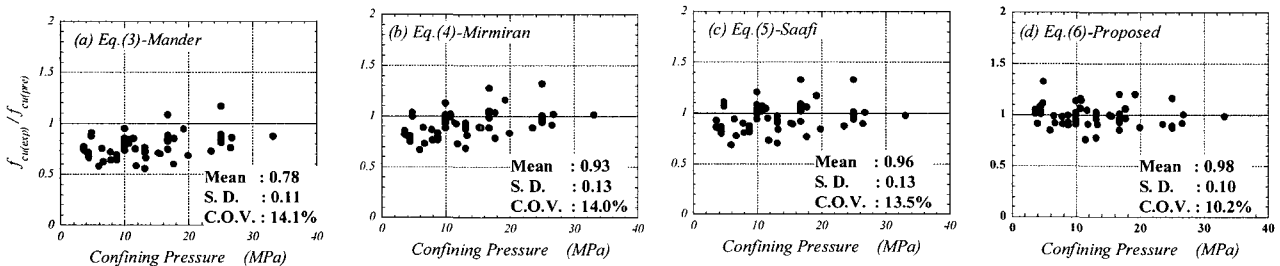 f_cu(exp) / f_cu(pre)
2
1.5
1
0.5
0
(a) Eq.(3)-Mander
Mean : 0.78
S. D. : 0.11
C.O.V. : 14.1%
0 10 20 30 40
Confining Pressure (MPa)
2
1.5
1
0.5
0
(b) Eq.(4)-Mirmiran
Mean : 0.93
S. D. : 0.13
C.O.V. : 14.0%
0 10 20 30 40
Confining Pressure (MPa)
2
1.5
1
0.5
0
(c) Eq.(5)-Saafi
Mean : 0.96
S. D. : 0.13
C.O.V. : 13.5%
0 10 20 30 40
Confining Pressure (MPa)
2
1.5
1
0.5
0
(d) Eq.(6)-Proposed
Mean : 0.98
S. D. : 0.10
C.O.V. : 10.2%
0 10 20 30 40
Confining Pressure (MPa)